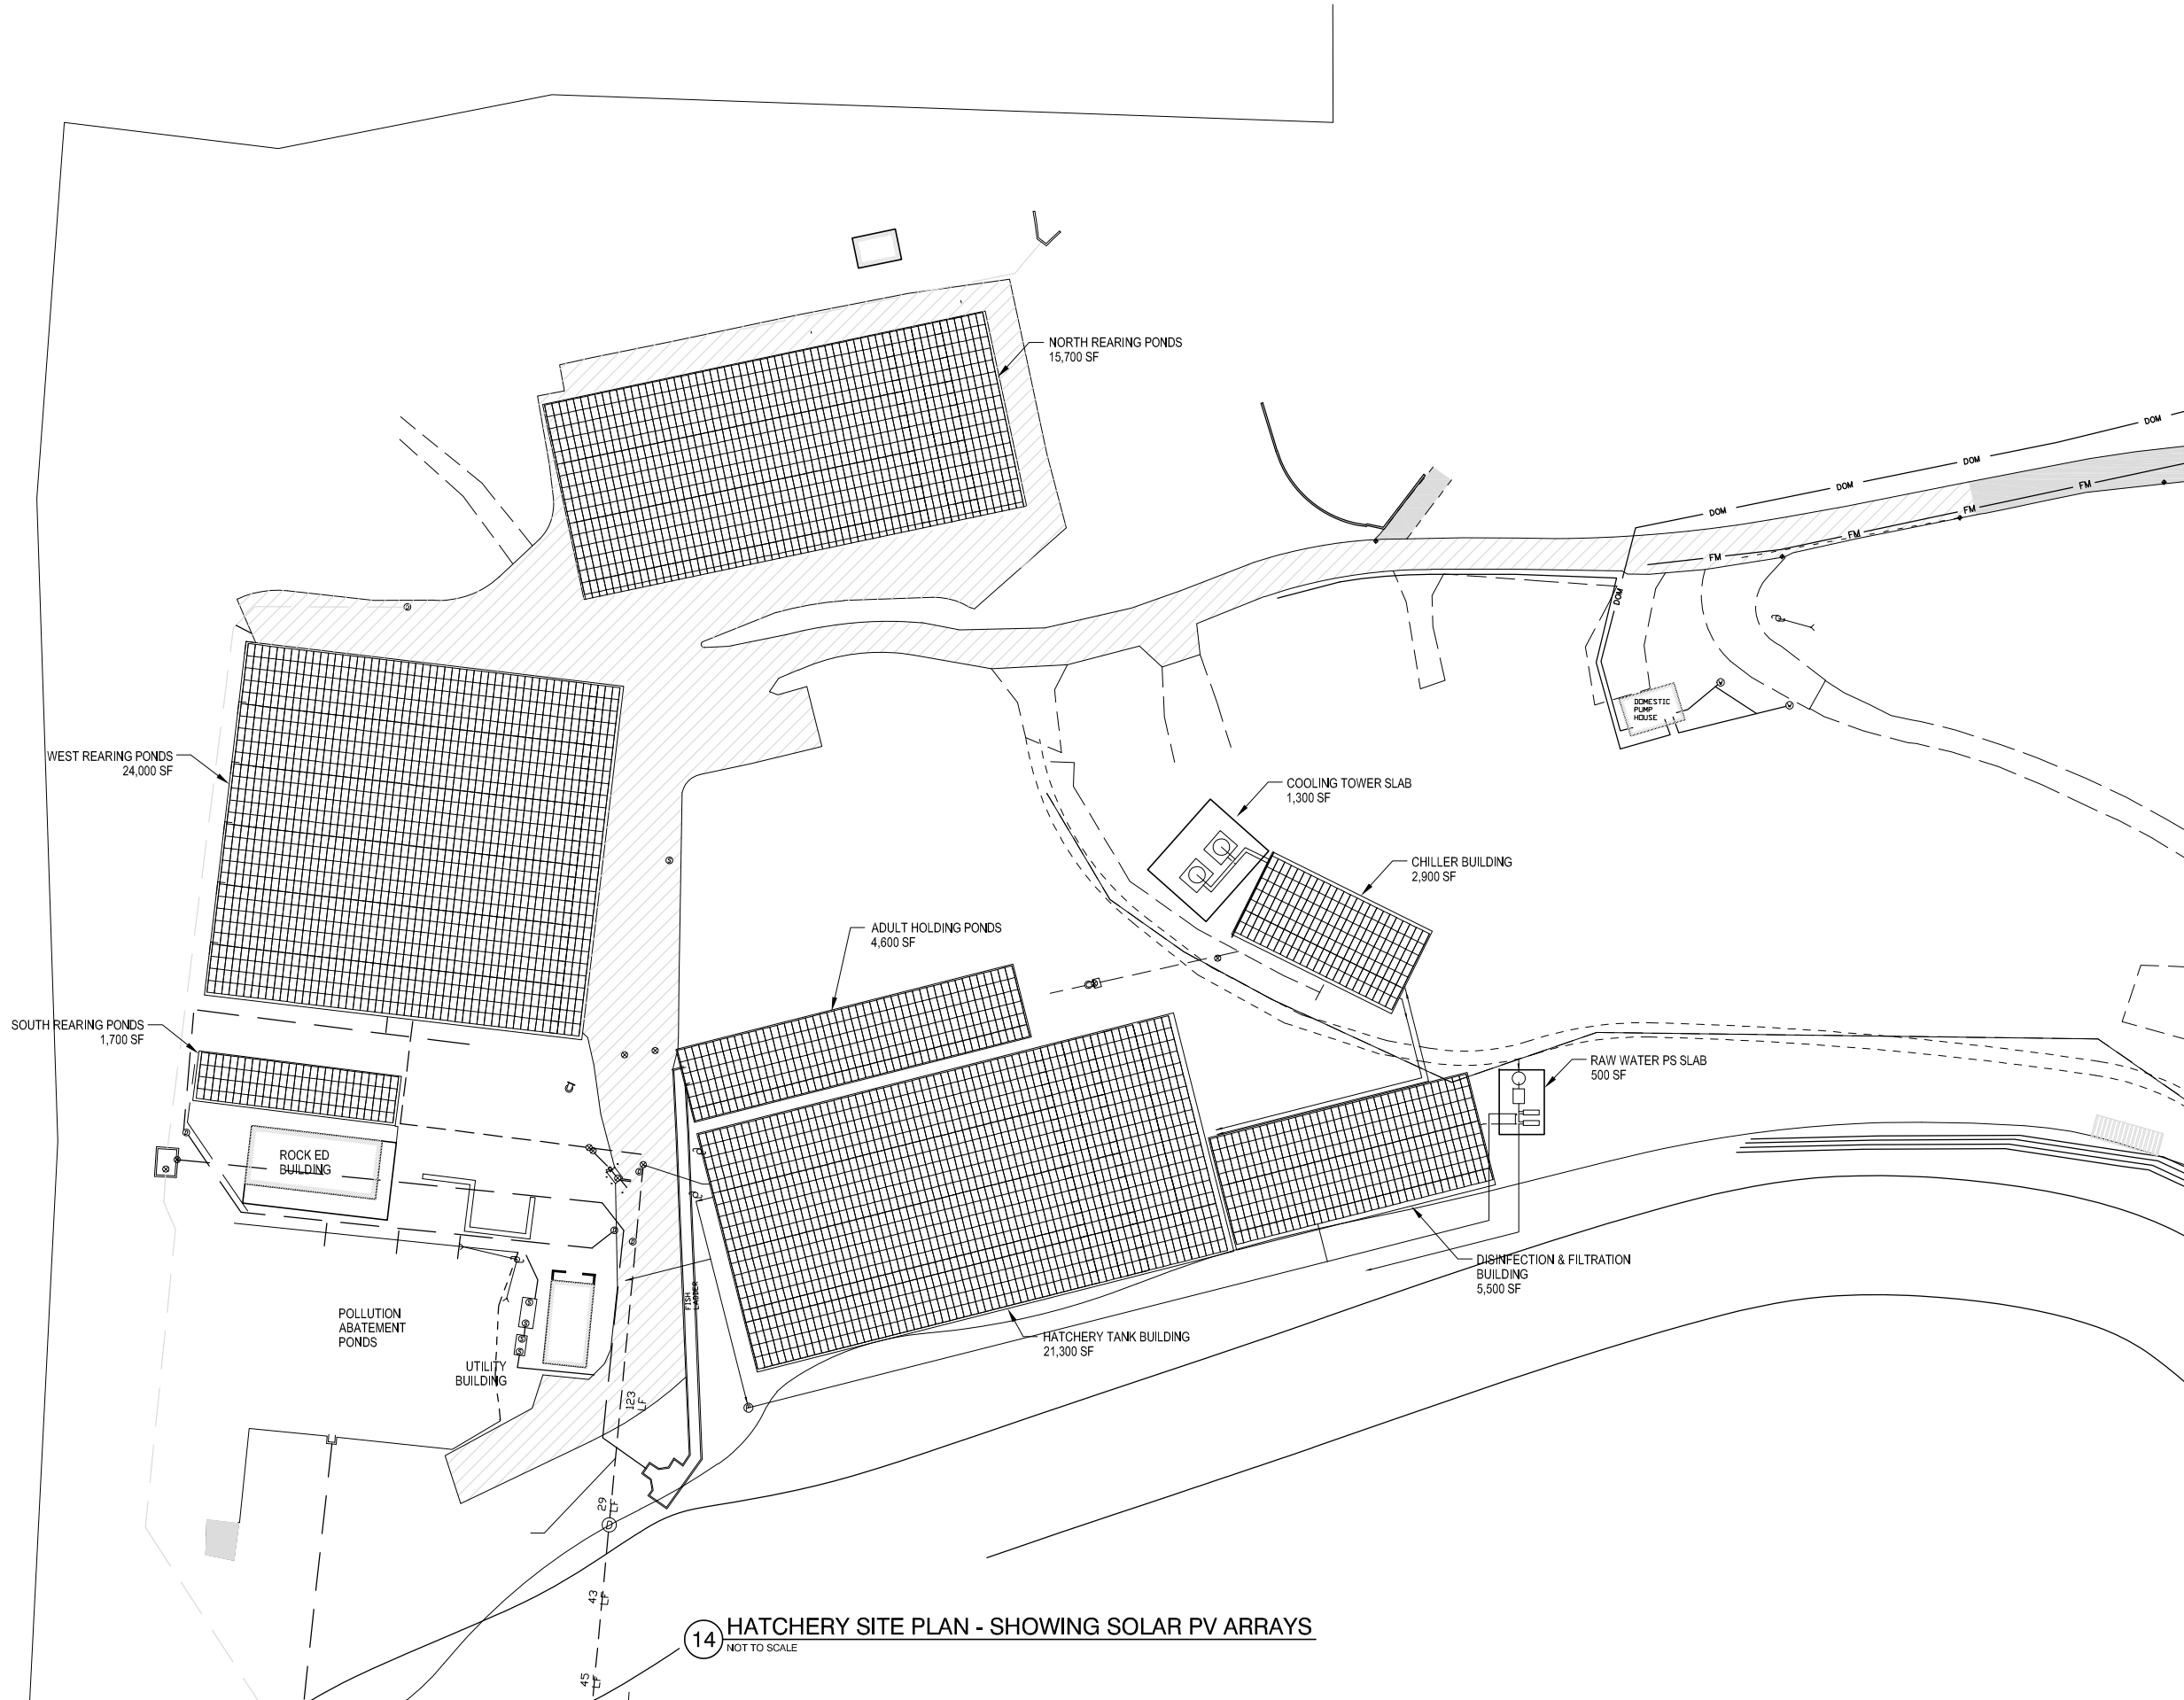 NORTH REARING PONDS
15,700 SF
DOM
DOM
DOM
DOM
FM
FM
FM
FM
DOM
DOMESTIC
PUMP
HOUSE
WEST REARING PONDS
24,000 SF
COOLING TOWER SLAB
1,300 SF
CHILLER BUILDING
2,900 SF
ADULT HOLDING PONDS
4,600 SF
SOUTH REARING PONDS
1,700 SF
RAW WATER PS SLAB
500 SF
ROCK ED
BUILDING
DISINFECTION & FILTRATION
BUILDING
5,500 SF
FISH
LADDER
POLLUTION
ABATEMENT
PONDS
HATCHERY TANK BUILDING
21,300 SF
UTILITY
BUILDING
123
LF
29
LF
D
43
LF
14
HATCHERY SITE PLAN - SHOWING SOLAR PV ARRAYS
NOT TO SCALE
45
LF